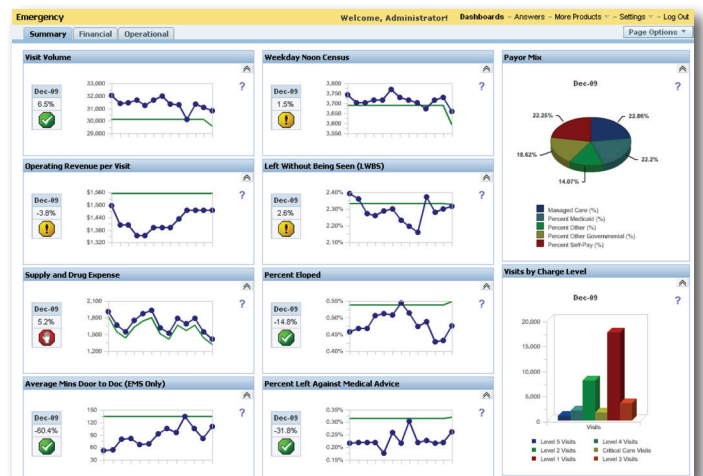 Emergency
Welcome, Administrator! Dashboards - Answers - More Products - Settings - Log Out
Summary Financial Operational
Page Options
Visit Volume
Dec-09
6.5%
33,000
32,000
31,000
30,000
29,000
?
Weekday Noon Census
Dec-09
1.5%
3,800
3,750
3,700
3,650
3,600
3,550
?
Payor Mix
Dec-09
?
22.25%
22.86%
18.62%
22.2%
14.07%
Managed Care (%)
Percent Medicaid (%)
Percent Other (%)
Percent Other Governmental (%)
Percent Self-Pay (%)
Operating Revenue per Visit
Dec-09
-3.8%
$1,560
$1,500
$1,440
$1,380
$1,320
?
Left Without Being Seen (LWBS)
Dec-09
2.6%
2.40%
2.30%
2.20%
2.10%
?
Supply and Drug Expense
Dec-09
5.2%
2,100
1,800
1,500
1,200
?
Percent Eloped
Dec-09
-14.8%
0.55%
0.50%
0.45%
0.40%
?
Visits by Charge Level
Dec-09
?
20,000
15,000
10,000
5,000
0
Visits
Level 5 Visits
Level 4 Visits
Level 2 Visits
Critical Care Visits
Level 1 Visits
Level 3 Visits
Average Mins Door to Doc (EMS Only)
Dec-09
-60.4%
150
120
90
60
30
?
Percent Left Against Medical Advice
Dec-09
-31.8%
0.35%
0.30%
0.25%
0.20%
0.15%
?